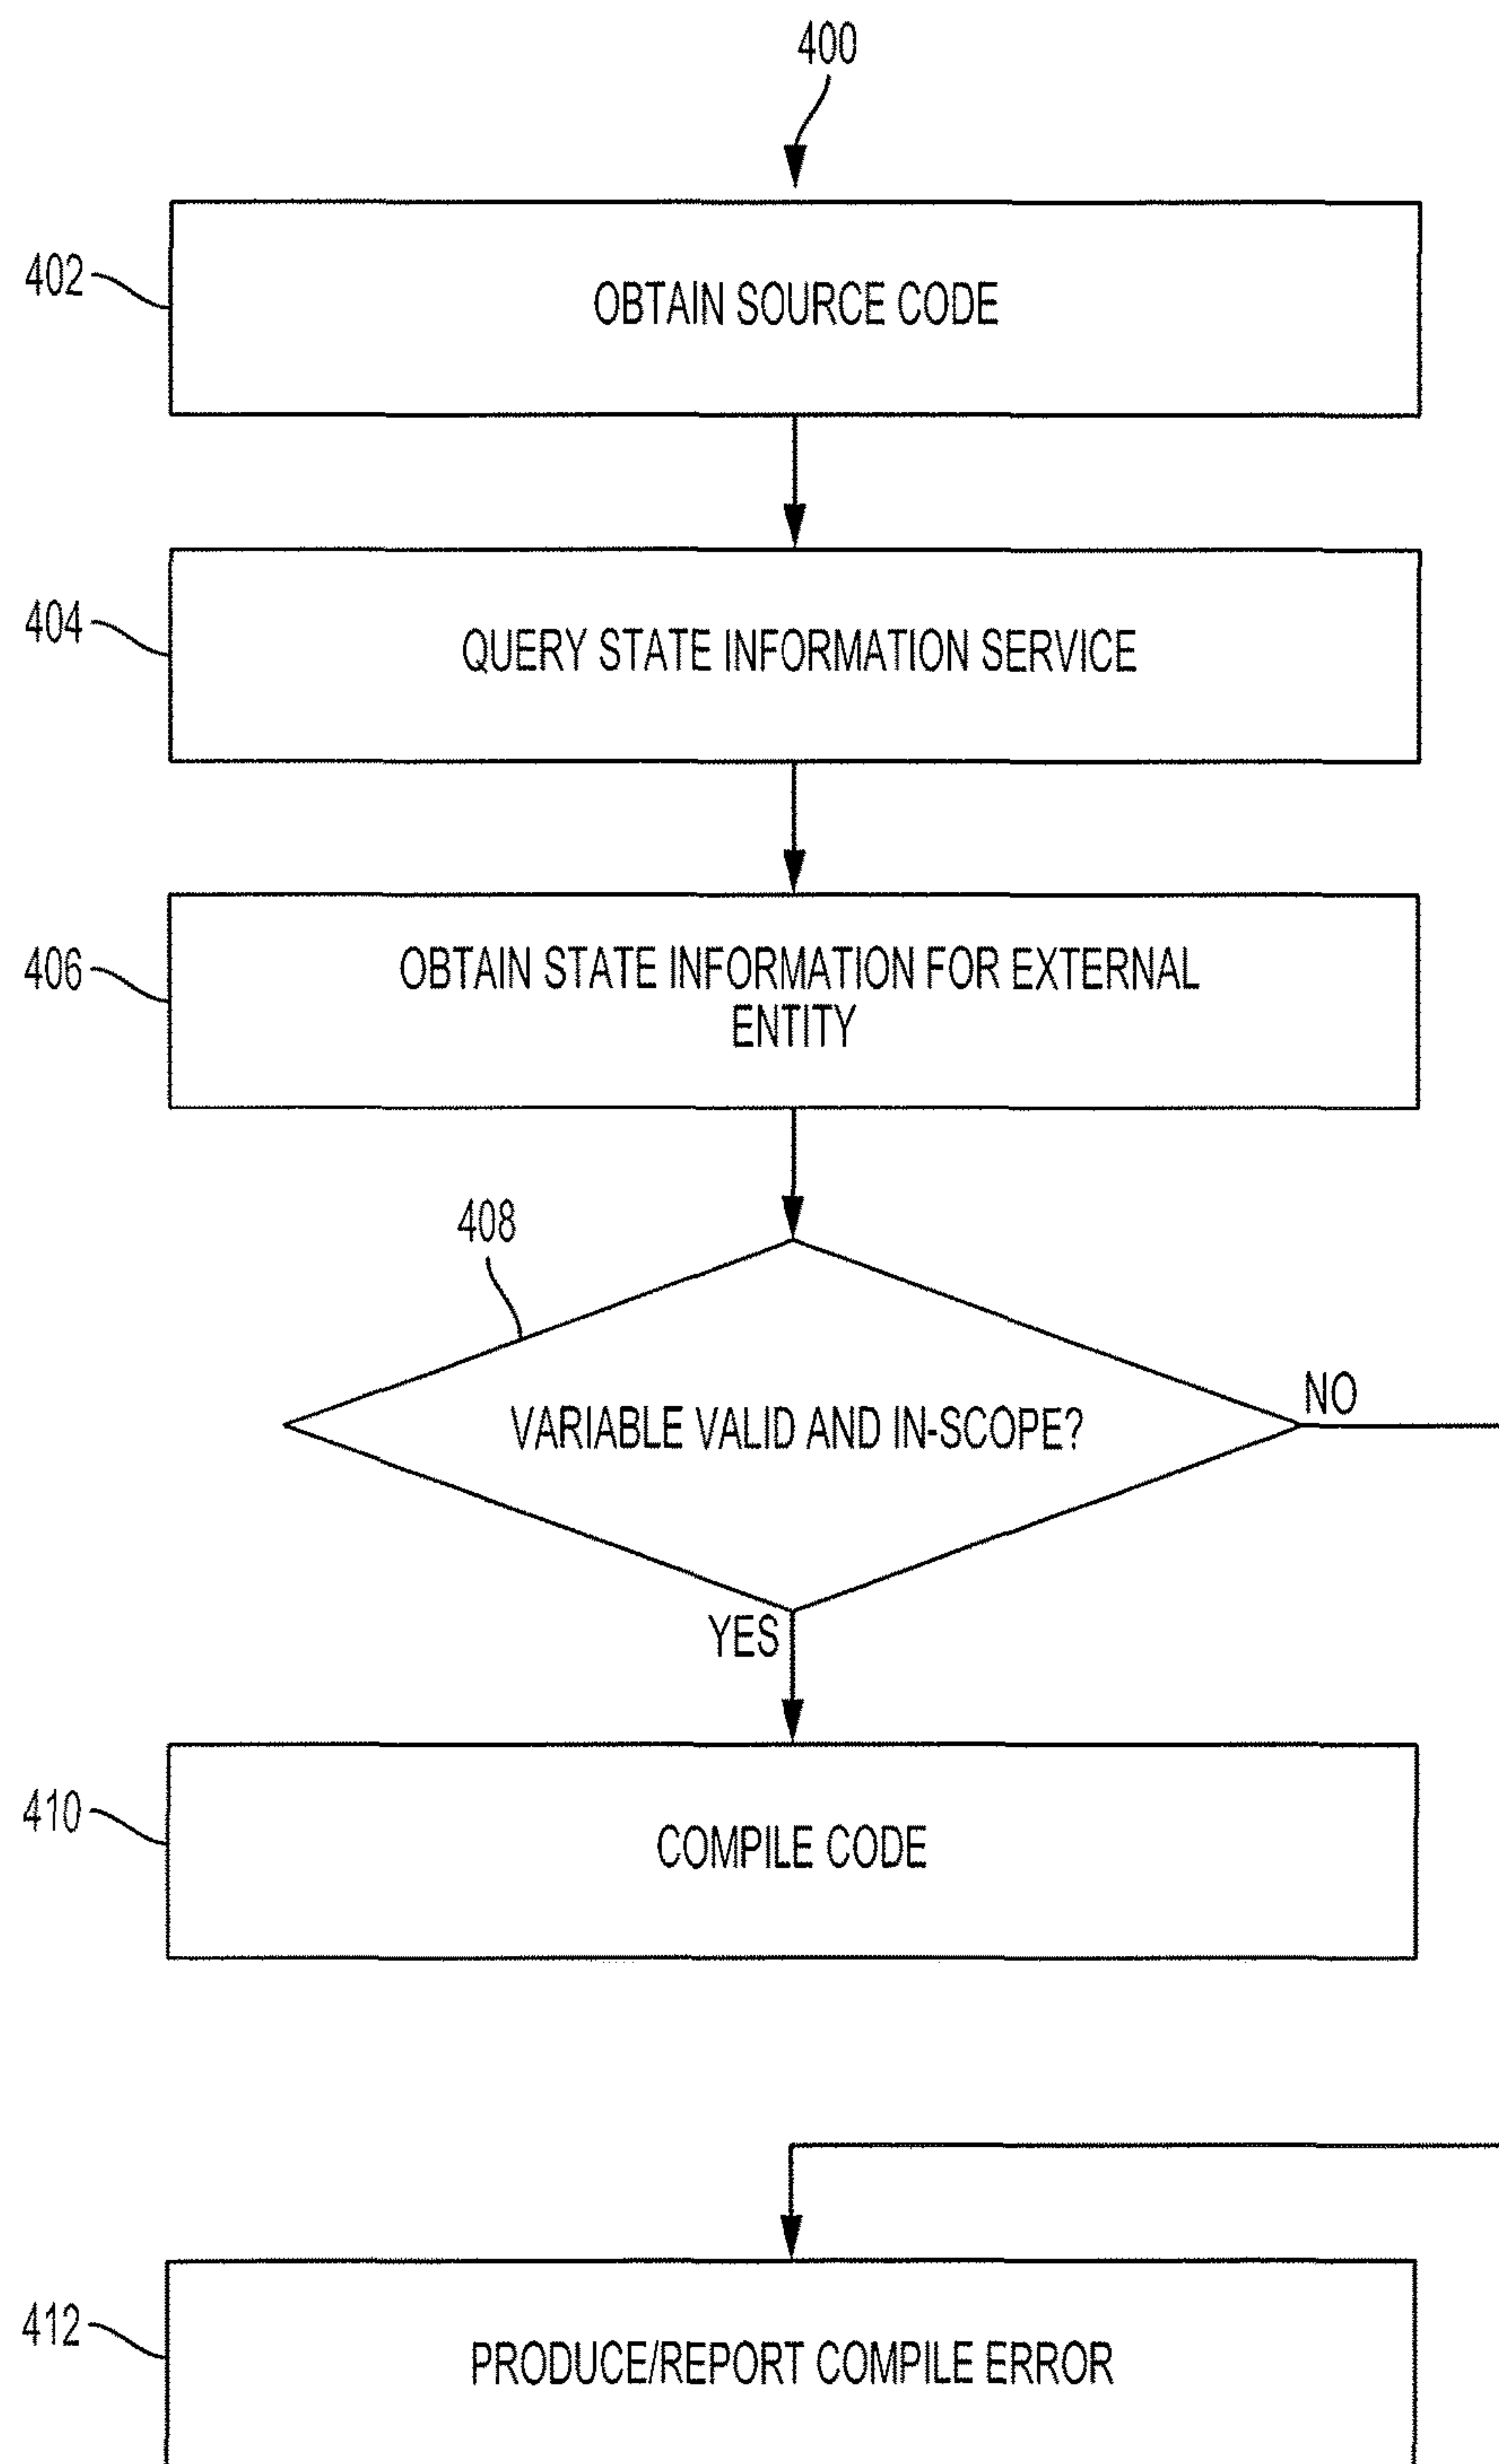 400
402
OBTAIN SOURCE CODE
404
QUERY STATE INFORMATION SERVICE
406
OBTAIN STATE INFORMATION FOR EXTERNAL
ENTITY
408
VARIABLE VALID AND IN-SCOPE?
NO
YES
410
COMPILE CODE
412
PRODUCE/REPORT COMPILE ERROR